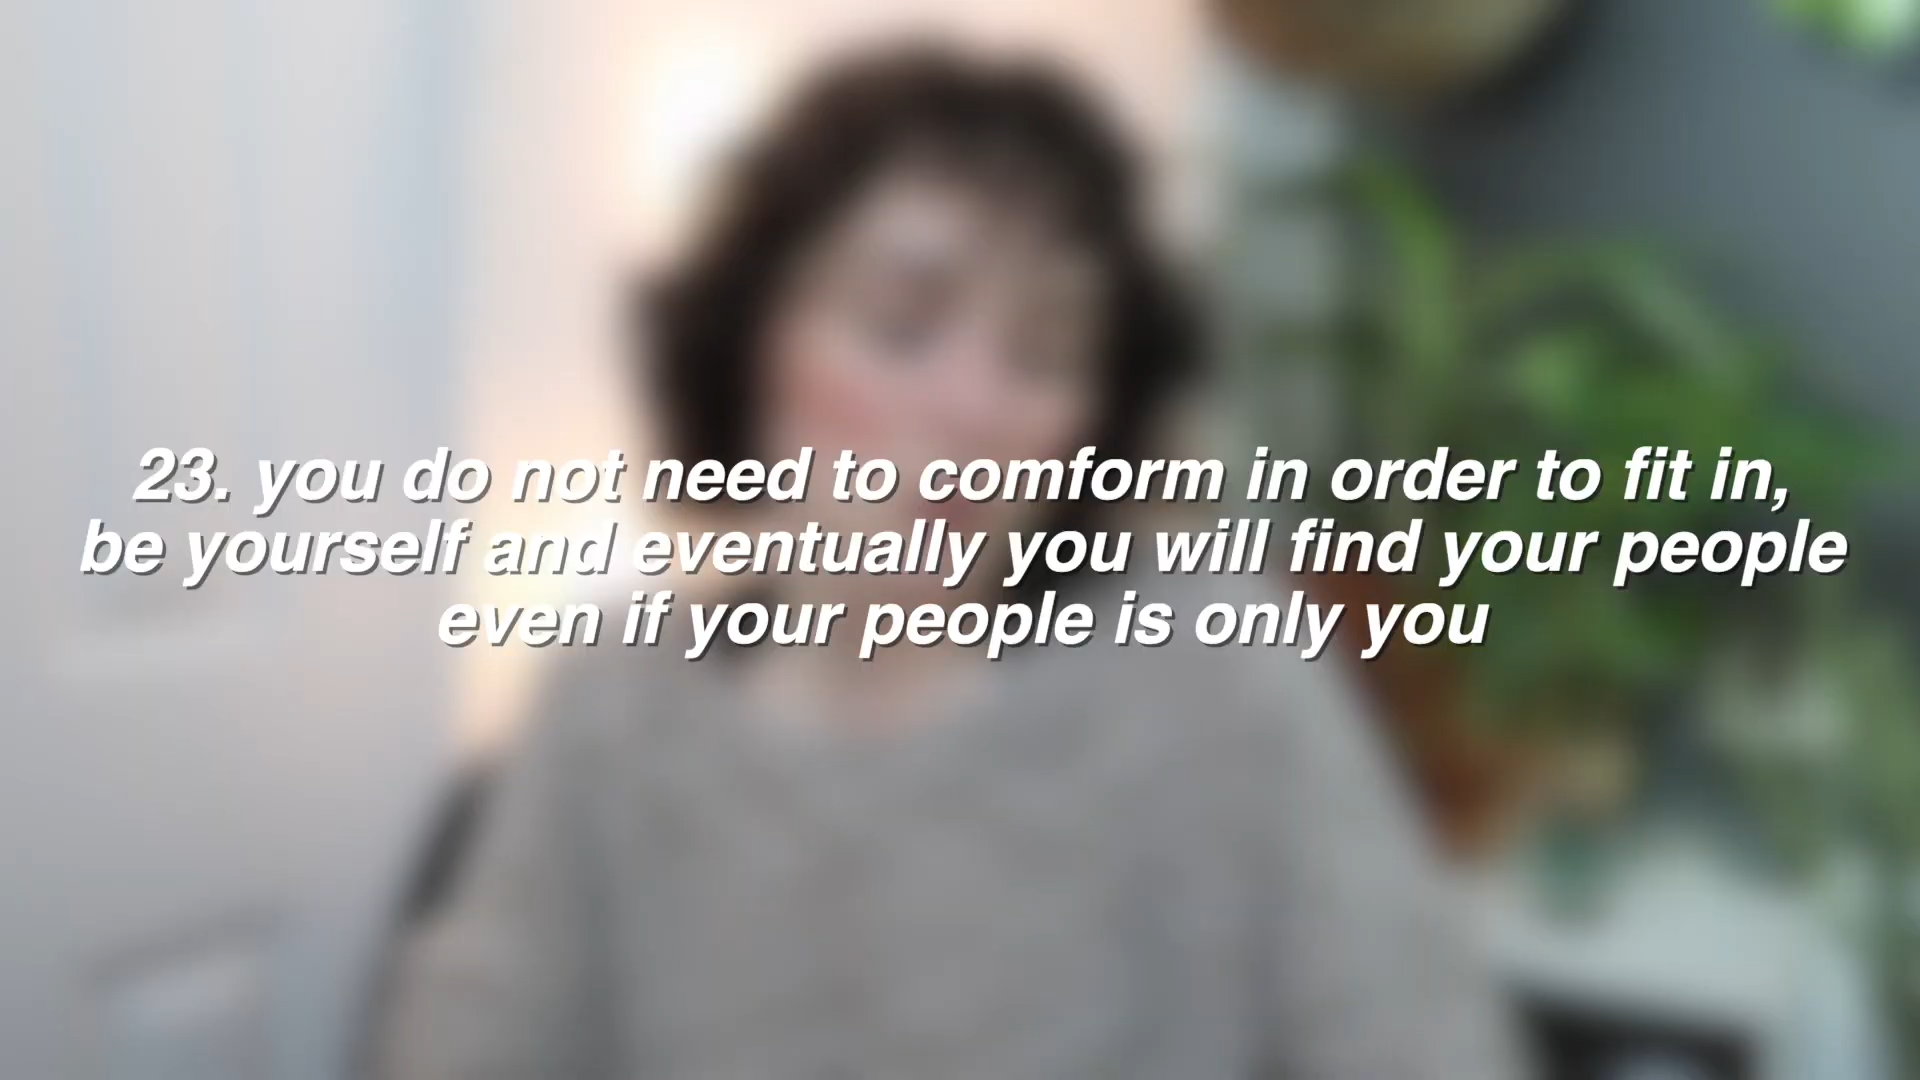 23. you do not need to comform in order to fit in,
be yourself and eventually you will find your people
even if your people is only you